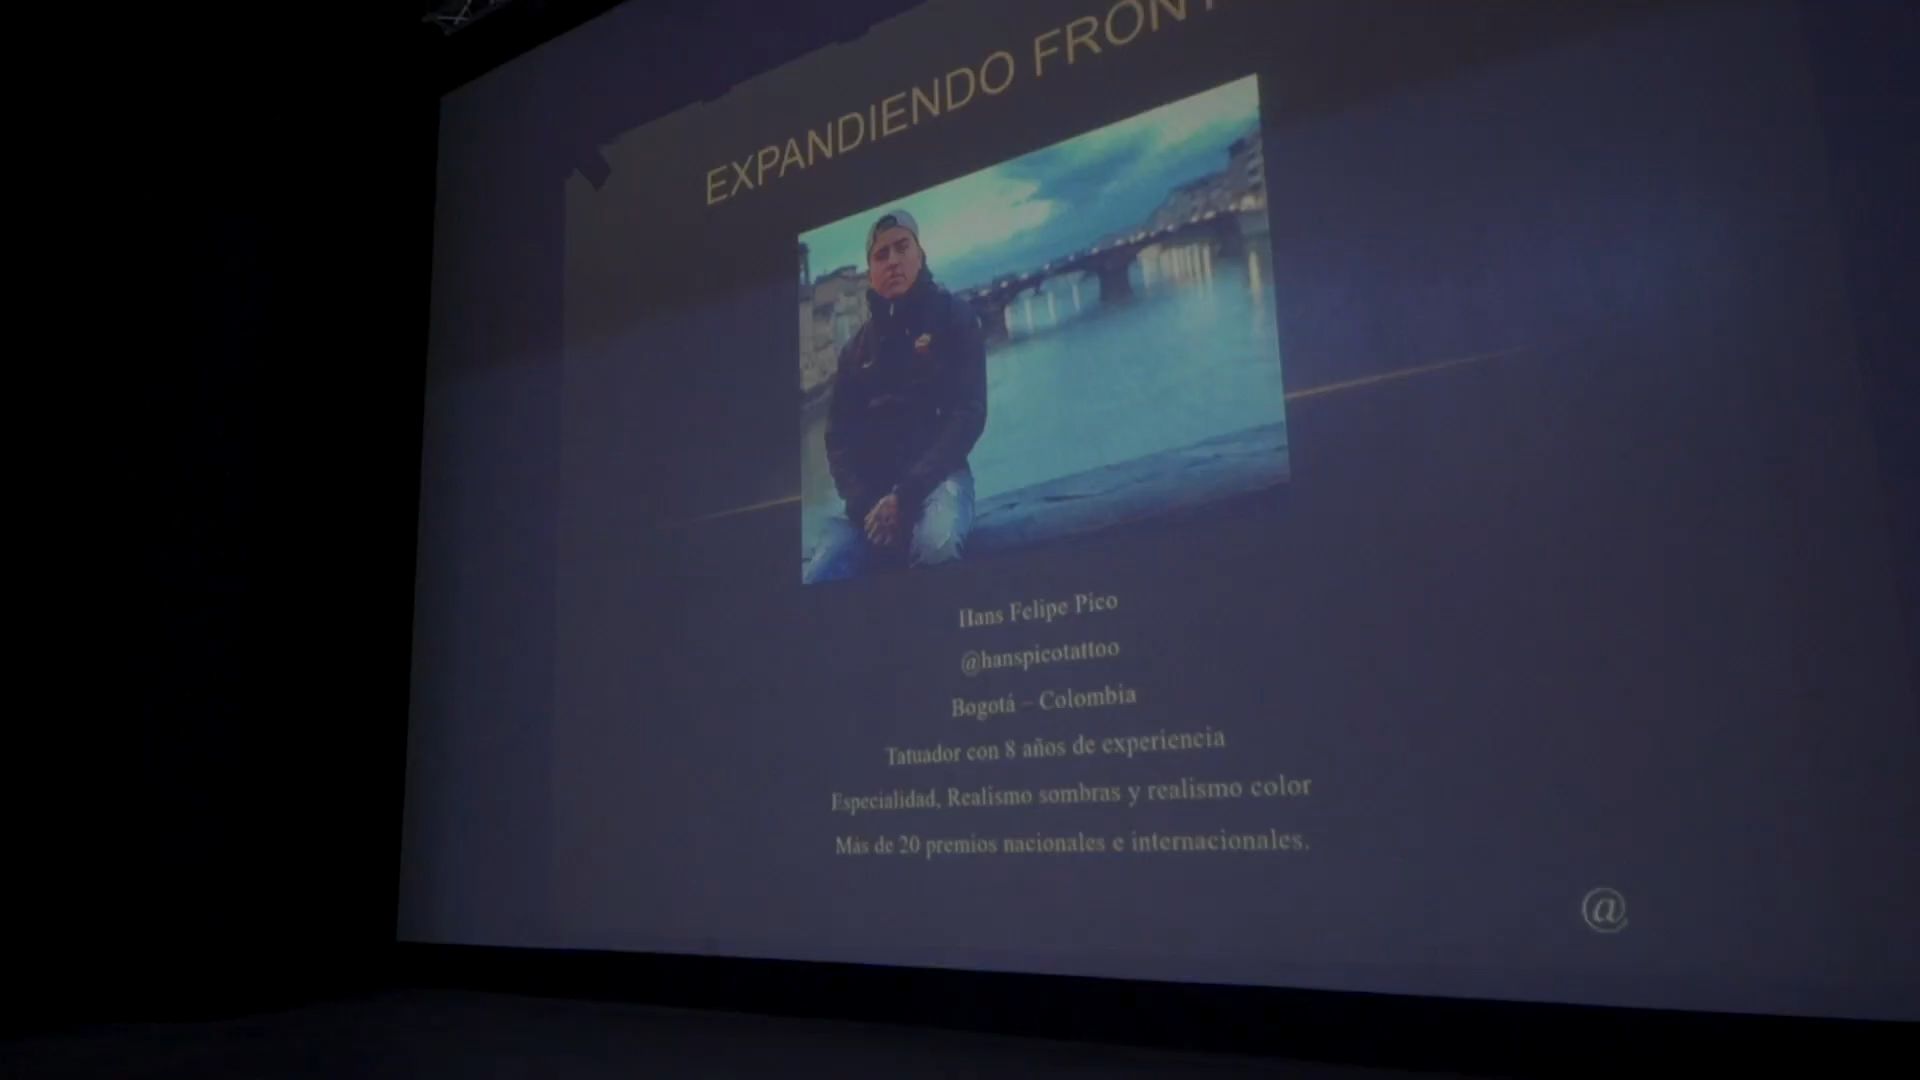 EXPANDIENDO FRONT
Hans Felipe Pico
@hanspicotattoo
Bogotá – Colombia
Tatuador con 8 años de experiencia
Especialidad, Realismo sombras y realismo color
Más de 20 premios nacionales e internacionales.
@